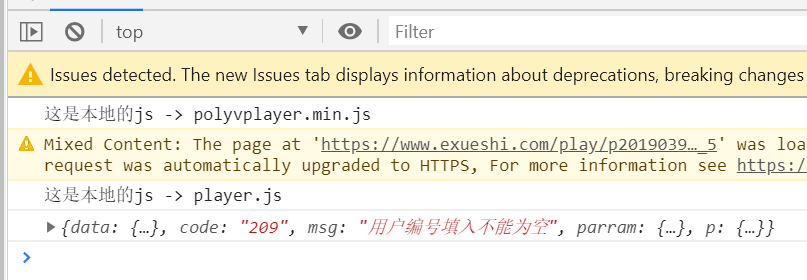 top
Filter
Issues detected. The new Issues tab displays information about deprecations, breaking changes
这是本地的js -> polyvplayer.min.js
Mixed Content: The page at 'https://www.exueshi.com/play/p2019039…_5' was loa
request was automatically upgraded to HTTPS, For more information see https:/
这是本地的js -> player.js
{data: {…}, code: "209", msg: "用户编号填入不能为空", parram: {…}, p: {…}}